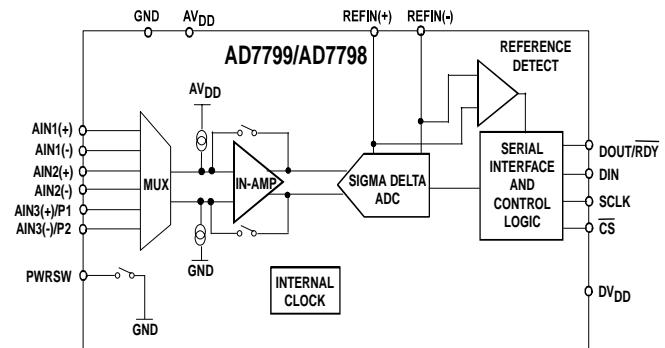 GND AVDD REFIN(+) REFIN(-)
AD7799/AD7798
REFERENCE
DETECT
AVDD
AIN1(+)
AIN1(-)
AIN2(+)
AIN2(-)
AIN3(+)/P1
AIN3(-)/P2
MUX
IN-AMP
SIGMA DELTA
ADC
SERIAL
INTERFACE
AND
CONTROL
LOGIC
DOUT/RDY
DIN
SCLK
CS
GND
PWRSW
GND
INTERNAL
CLOCK
DVDD